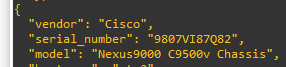 {
"vendor": "Cisco",
"serial_number": "9807VI87Q82",
"model": "Nexus9000 C9500v Chassis",